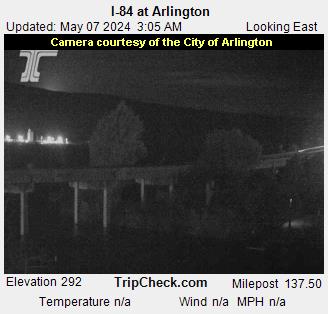 I-84 at Arlington
Updated: May 07 2024 3:05 AM Looking East
Camera courtesy of the City of Arlington
Elevation 292 TripCheck.com Milepost 137.50
Temperature n/a Wind n/a MPH n/a